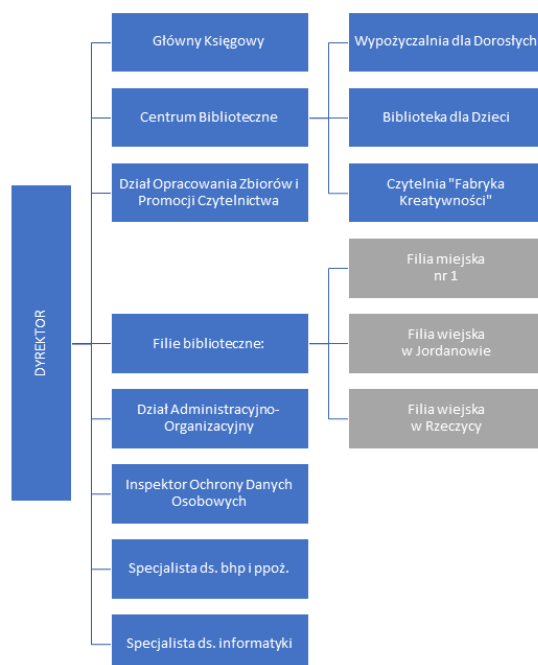 DYREKTOR
Główny Księgowy
Centrum Biblioteczne
Wypożyczalnia dla Dorosłych
Biblioteka dla Dzieci
Czytelnia "Fabryka
Kreatywności"
Dział Opracowania Zbiorów i
Promocji Czytelnictwa
Filie biblioteczne:
Filia miejska
nr 1
Filia wiejska
w Jordanowie
Filia wiejska
w Rzeczycy
Dział Administracyjno-
Organizacyjny
Inspektor Ochrony Danych
Osobowych
Specjalista ds. bhp i ppoż.
Specjalista ds. informatyki